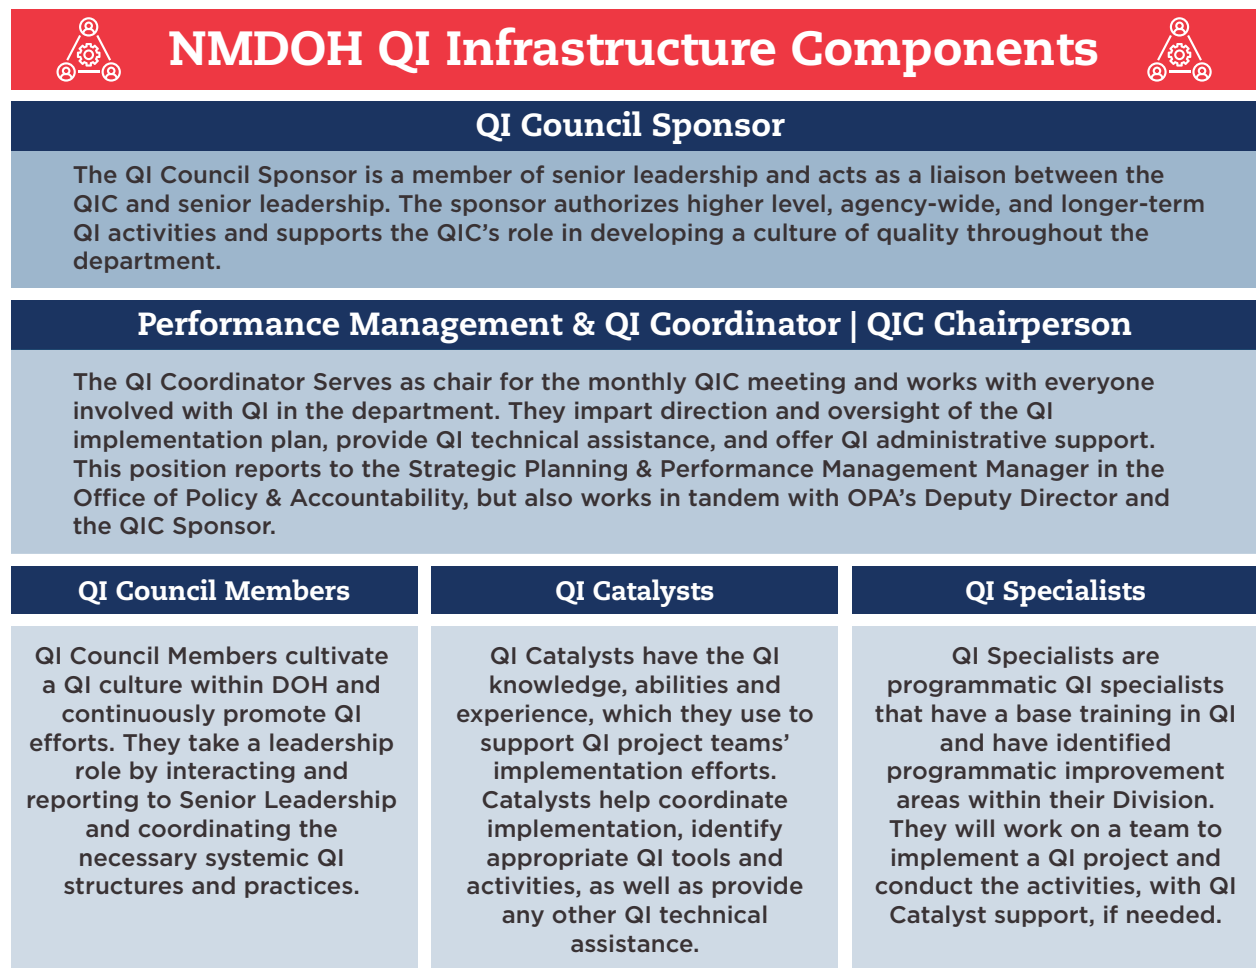 NMDOH QI Infrastructure Components
QI Council Sponsor
The QI Council Sponsor is a member of senior leadership and acts as a liaison between the
QIC and senior leadership. The sponsor authorizes higher level, agency-wide, and longer-term
QI activities and supports the QIC’s role in developing a culture of quality throughout the
department.
Performance Management & QI Coordinator | QIC Chairperson
The QI Coordinator Serves as chair for the monthly QIC meeting and works with everyone
involved with QI in the department. They impart direction and oversight of the QI
implementation plan, provide QI technical assistance, and offer QI administrative support.
This position reports to the Strategic Planning & Performance Management Manager in the
Office of Policy & Accountability, but also works in tandem with OPA’s Deputy Director and
the QIC Sponsor.
QI Council Members
QI Council Members cultivate
a QI culture within DOH and
continuously promote QI
efforts. They take a leadership
role by interacting and
reporting to Senior Leadership
and coordinating the
necessary systemic QI
structures and practices.
QI Catalysts
QI Catalysts have the QI
knowledge, abilities and
experience, which they use to
support QI project teams’
implementation efforts.
Catalysts help coordinate
implementation, identify
appropriate QI tools and
activities, as well as provide
any other QI technical
assistance.
QI Specialists
QI Specialists are
programmatic QI specialists
that have a base training in QI
and have identified
programmatic improvement
areas within their Division.
They will work on a team to
implement a QI project and
conduct the activities, with QI
Catalyst support, if needed.